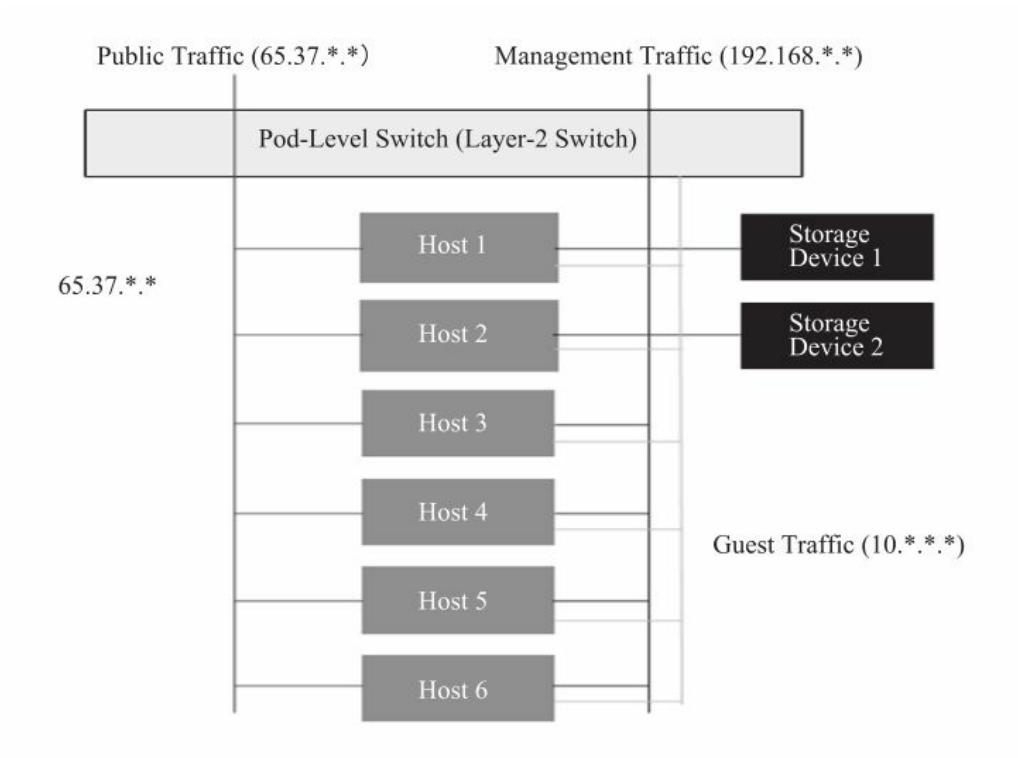 Public Traffic (65.37.*.*)
Management Traffic (192.168.*.*)
Pod-Level Switch (Layer-2 Switch)
Host 1
Storage
Device 1
65.37.*.*
Host 2
Storage
Device 2
Host 3
Host 4
Guest Traffic (10.*.*.*)
Host 5
Host 6